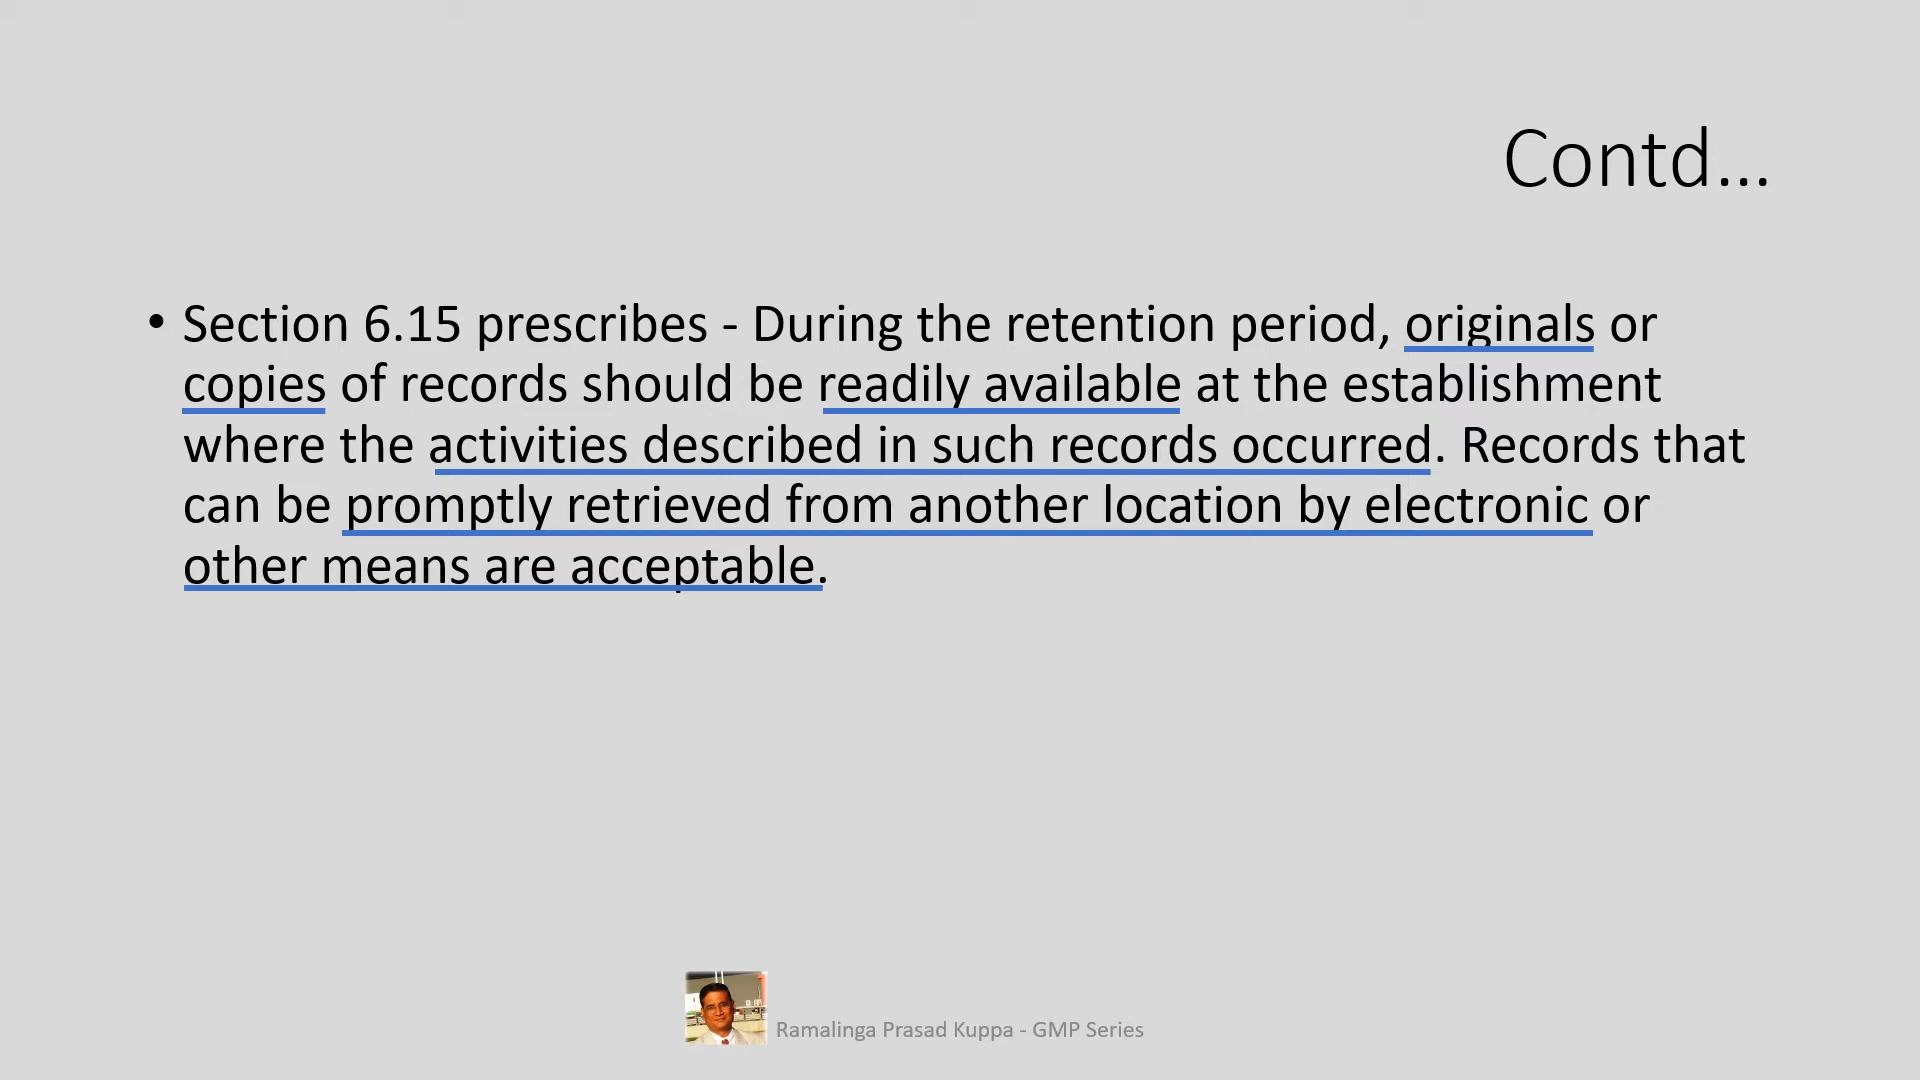 Contd...
• Section 6.15 prescribes - During the retention period, originals or
copies of records should be readily available at the establishment
where the activities described in such records occurred. Records that
can be promptly retrieved from another location by electronic or
other means are acceptable.
Ramalinga Prasad Kuppa - GMP Series